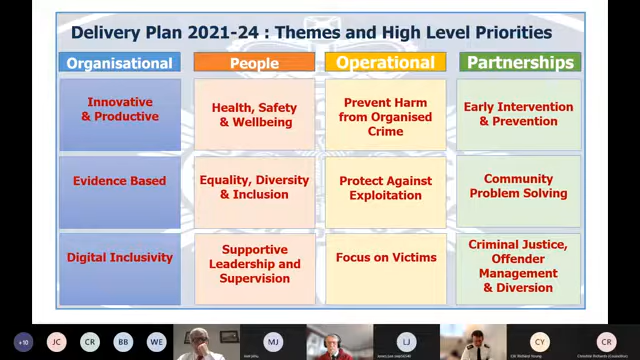 Delivery Plan 2021-24 : Themes and High Level Priorities
Organisational
People
Operational
Partnerships
Innovative
& Productive
Health, Safety
& Wellbeing
Prevent Harm
from Organised
Crime
Early Intervention
& Prevention
Evidence Based
Equality, Diversity
& Inclusion
Protect Against
Exploitation
Community
Problem Solving
Digital Inclusivity
Supportive
Leadership and
Supervision
Focus on Victims
Criminal Justice,
Offender
Management
& Diversion
+10
JC
CR
BB
WE
MJ
LJ
CY
CR